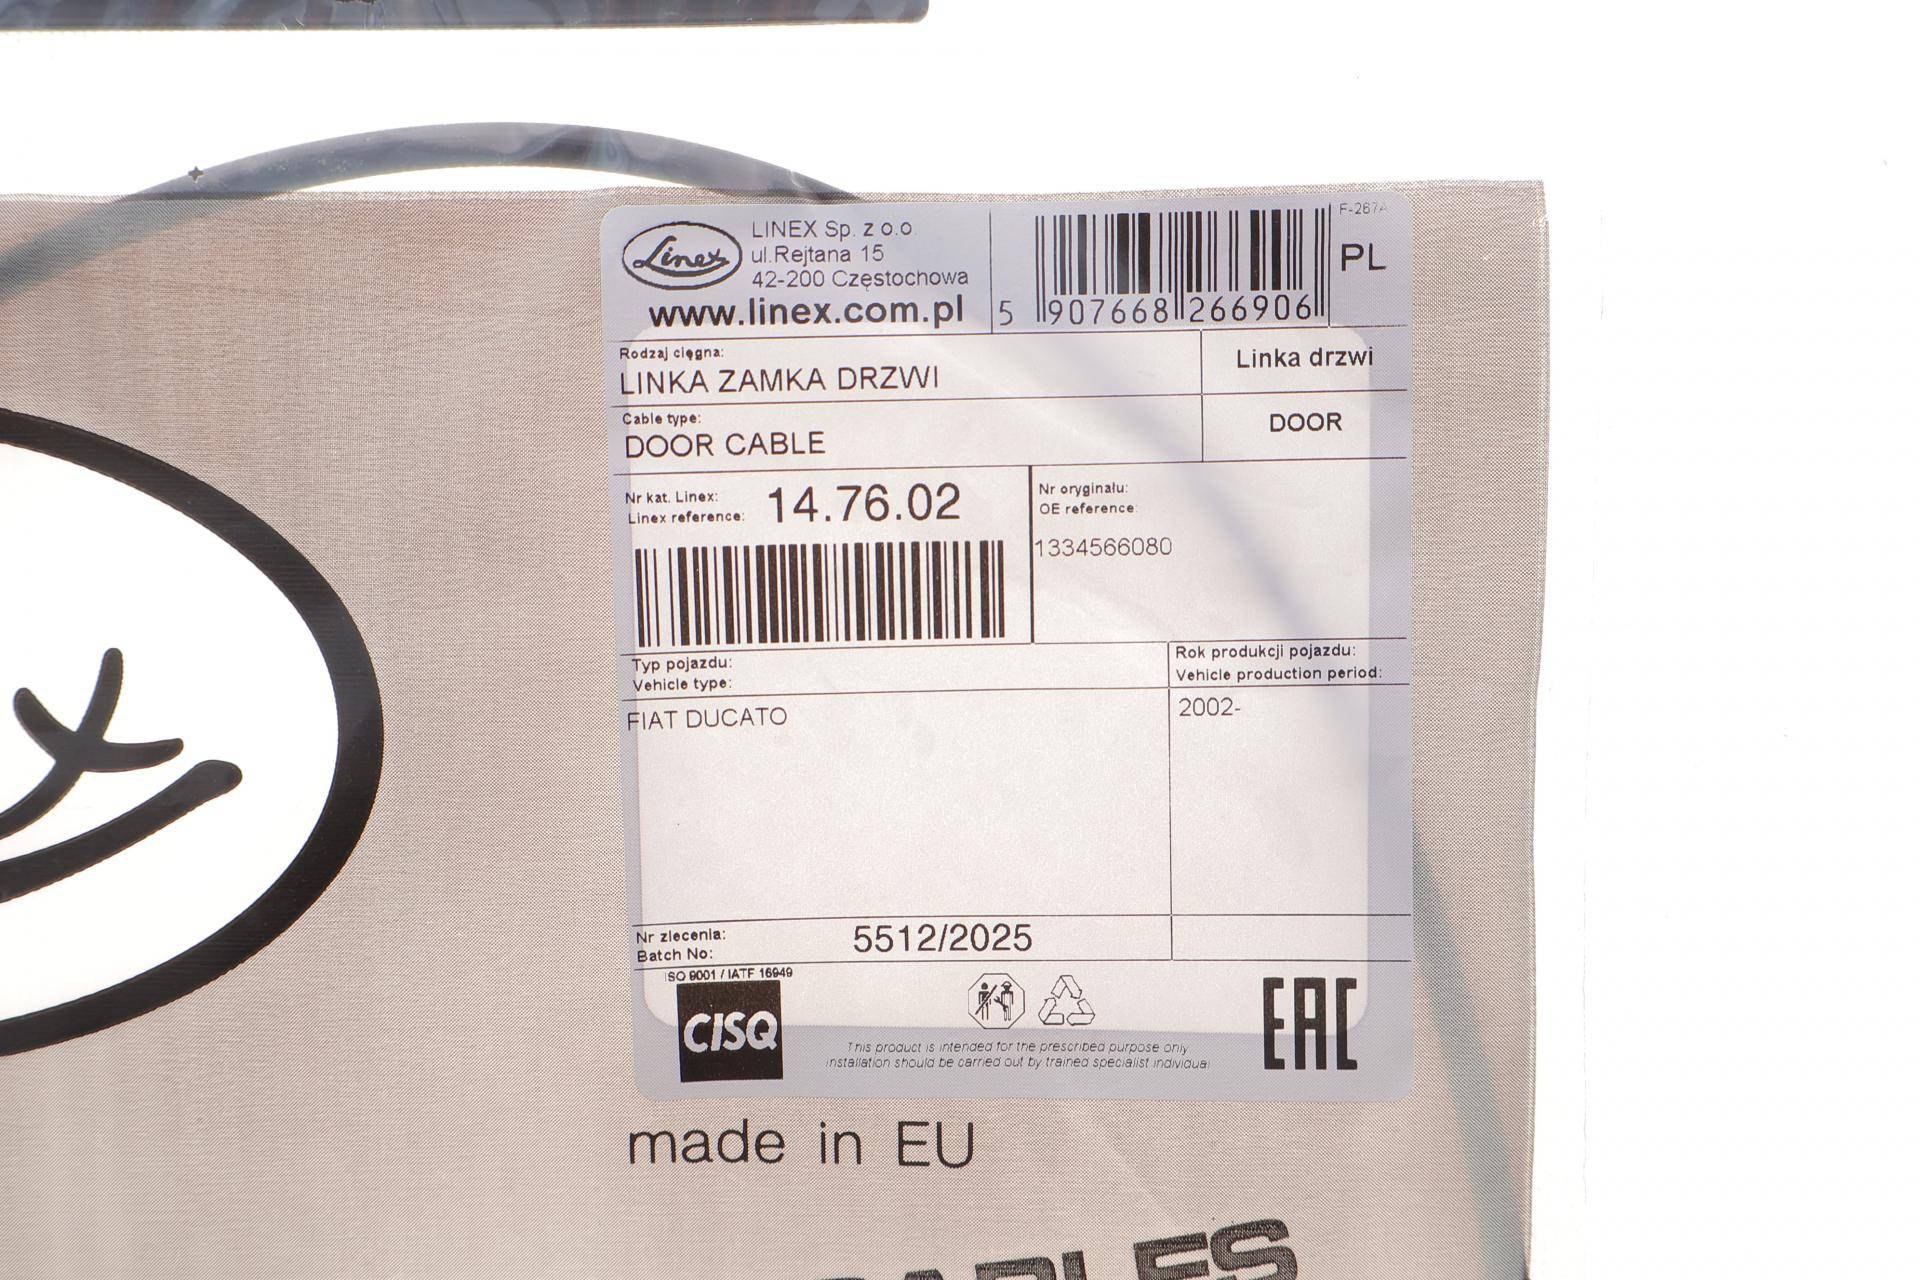 Linex
LINEX Sp. z o.o.
ul.Rejtana 15
42-200 Częstochowa
www.linex.com.pl
5 907668 266906
F-267A
PL
Rodzaj cięgna:
LINKA ZAMKA DRZWI
Linka drzwi
Cable type:
DOOR CABLE
DOOR
Nr kat. Linex:
Linex reference:
14.76.02
Nr oryginału:
OE reference:
1334566080
Typ pojazdu:
Vehicle type:
Rok produkcji pojazdu:
Vehicle production period:
FIAT DUCATO
2002-
Nr zlecenia:
Batch No:
5512/2025
ISO 9001 / IATF 16949
CISQ
This product is intended for the prescribed purpose only
installation should be carried out by trained specialist individual
EAC
made in EU